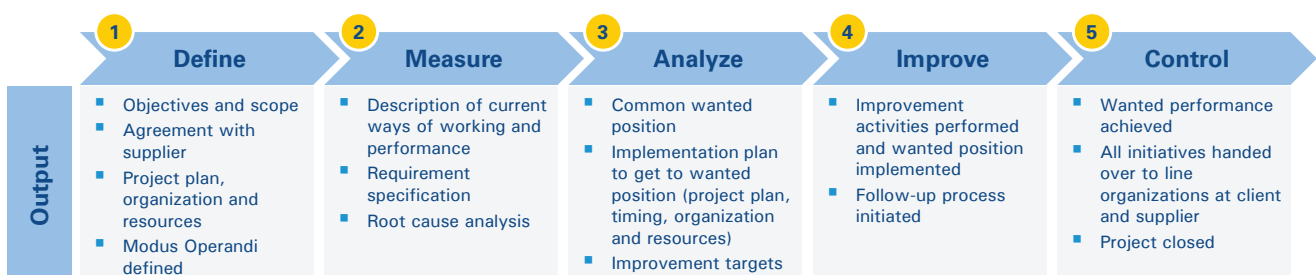 1
Define
2
Measure
3
Analyze
4
Improve
5
Control
Output
Objectives and scope
Agreement with
supplier
Project plan,
organization and
resources
Modus Operandi
defined
Description of current
ways of working and
performance
Requirement
specification
Root cause analysis
Common wanted
position
Implementation plan
to get to wanted
position (project plan,
timing, organization
and resources)
Improvement targets
Improvement
activities performed
and wanted position
implemented
Follow-up process
initiated
Wanted performance
achieved
All initiatives handed
over to line
organizations at client
and supplier
Project closed